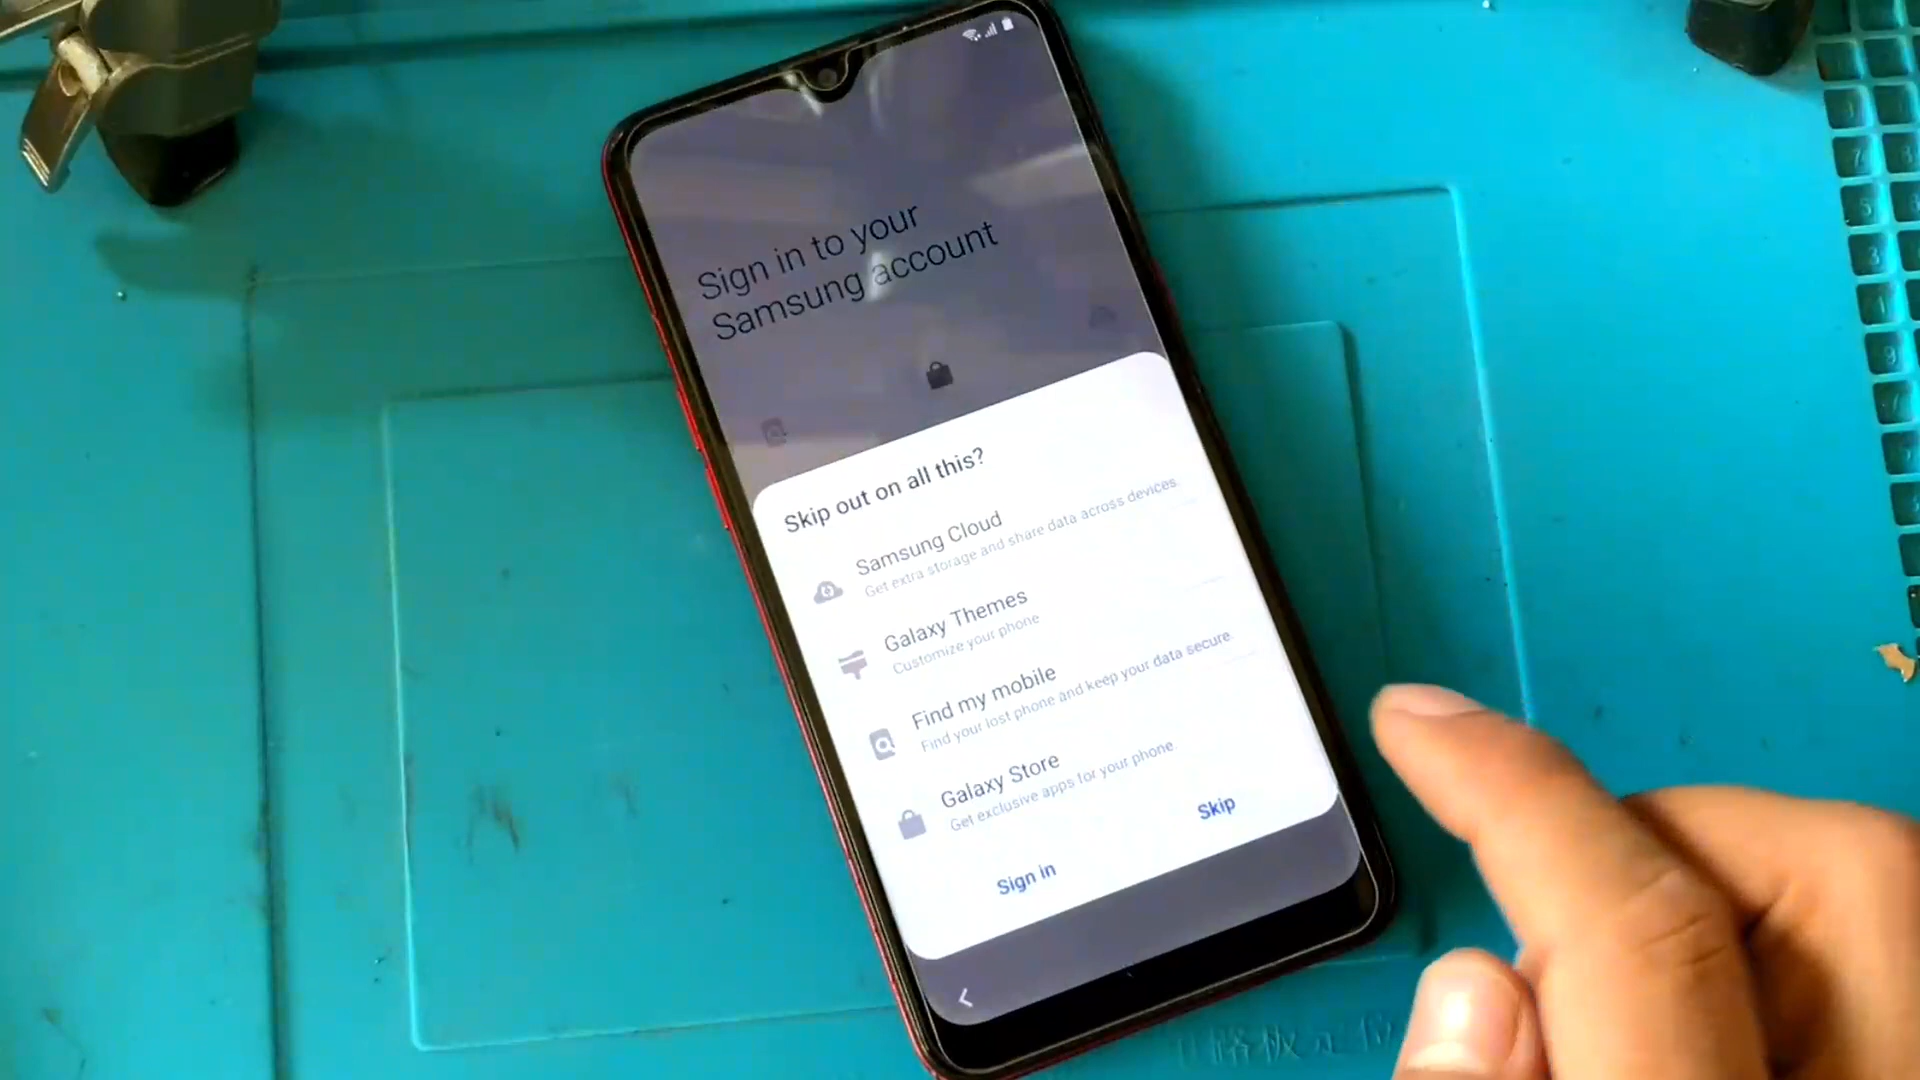 Sign in to your
Samsung account
Skip out on all this?
Samsung Cloud
Get extra storage and share data across devices.
Galaxy Themes
Customize your phone
Find my mobile
Find your lost phone and keep your data secure.
Galaxy Store
Get exclusive apps for your phone.
Sign in
Skip